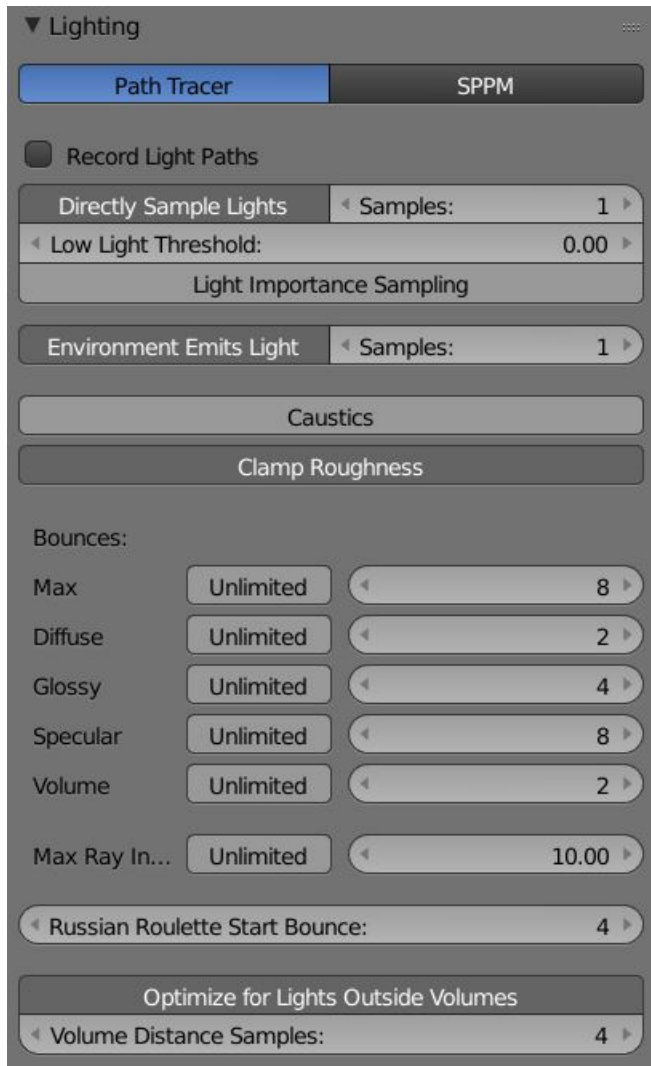 Lighting
Path Tracer SPPM
Record Light Paths
Directly Sample Lights Samples: 1
Low Light Threshold: 0.00
Light Importance Sampling
Environment Emits Light Samples: 1
Caustics
Clamp Roughness
Bounces:
Max Unlimited 8
Diffuse Unlimited 2
Glossy Unlimited 4
Specular Unlimited 8
Volume Unlimited 2
Max Ray In... Unlimited 10.00
Russian Roulette Start Bounce: 4
Optimize for Lights Outside Volumes
Volume Distance Samples: 4